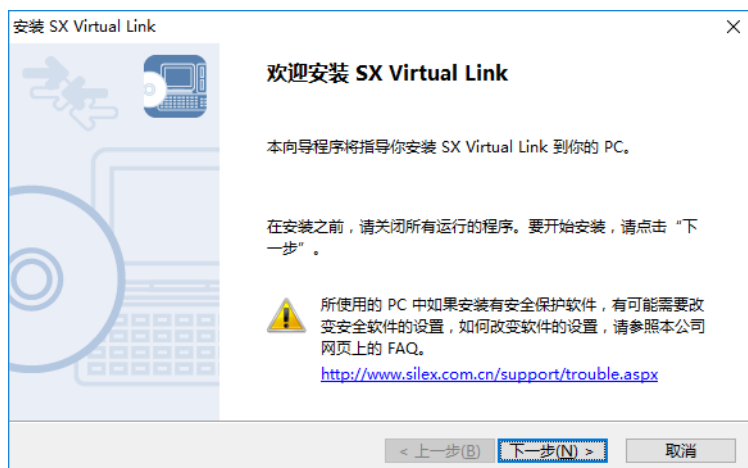 安装 SX Virtual Link
欢迎安装 SX Virtual Link
本向导程序将指导你安装 SX Virtual Link 到你的 PC。
在安装之前，请关闭所有运行的程序。要开始安装，请点击“下
一步”。
所使用的 PC 中如果安装有安全保护软件，有可能需要改
变安全软件的设置，如何改变软件的设置，请参照本公司
网页上的 FAQ。
http://www.silex.com.cn/support/trouble.aspx
< 上一步(B)
下一步(N) >
取消